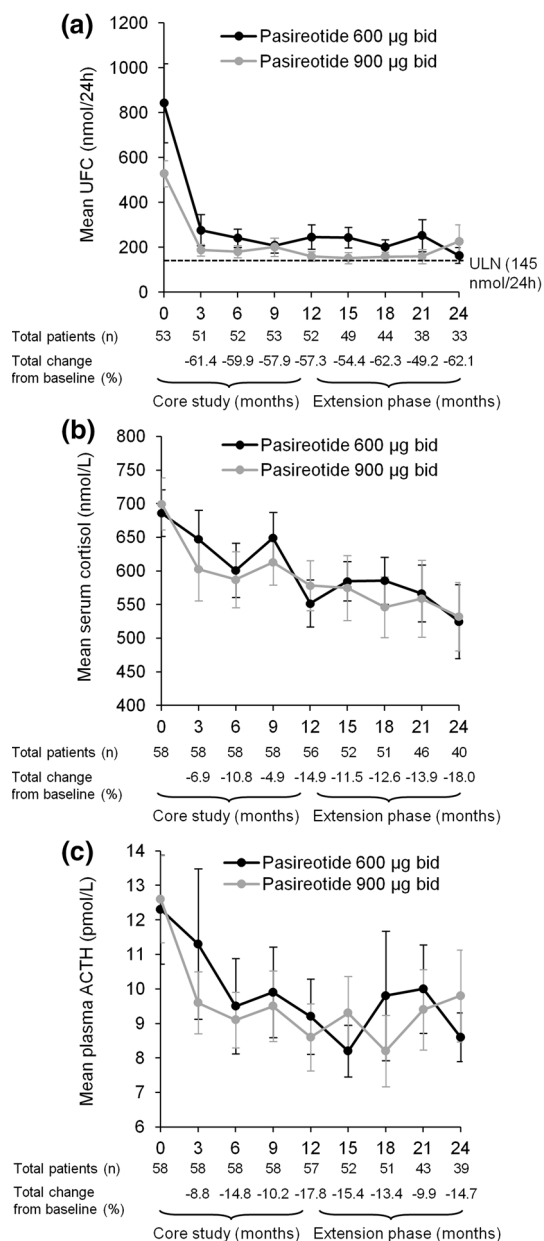 (a)
Pasireotide 600 µg bid
Pasireotide 900 µg bid
Mean UFC (nmol/24h)
1200
1000
800
600
400
200
0
ULN (145
nmol/24h)
0 3 6 9 12 15 18 21 24
Total patients (n) 53 51 52 53 52 49 44 38 33
Total change
from baseline (%) -61.4 -59.9 -57.9 -57.3 -54.4 -62.3 -49.2 -62.1
Core study (months) Extension phase (months)
(b)
Pasireotide 600 µg bid
Pasireotide 900 µg bid
Mean serum cortisol (nmol/L)
800
750
700
650
600
550
500
450
400
0 3 6 9 12 15 18 21 24
Total patients (n) 58 58 58 58 56 52 51 46 40
Total change
from baseline (%) -6.9 -10.8 -4.9 -14.9 -11.5 -12.6 -13.9 -18.0
Core study (months) Extension phase (months)
(c)
Pasireotide 600 µg bid
Pasireotide 900 µg bid
Mean plasma ACTH (pmol/L)
14
13
12
11
10
9
8
7
6
0 3 6 9 12 15 18 21 24
Total patients (n) 58 58 58 58 57 52 51 43 39
Total change
from baseline (%) -8.8 -14.8 -10.2 -17.8 -15.4 -13.4 -9.9 -14.7
Core study (months) Extension phase (months)